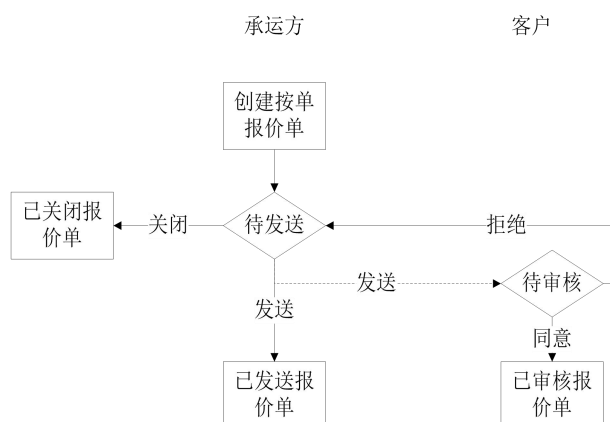 承运方
客户
创建按单
报价单
已关闭报
价单
关闭
待发送
拒绝
发送
待审核
发送
同意
已发送报
价单
已审核报
价单